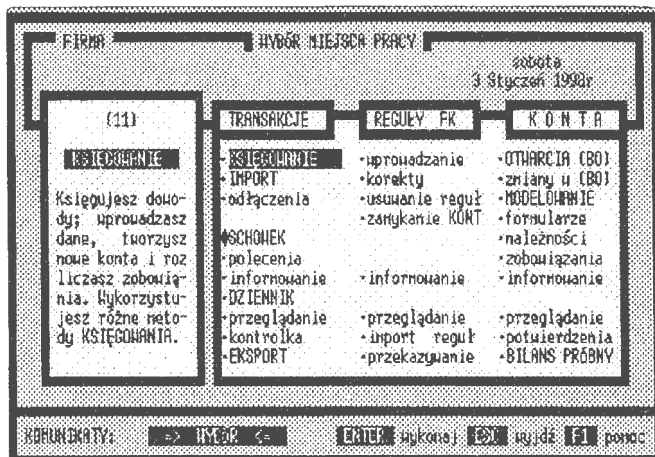 FIRMA WYBÓR MIEJSCA PRACY
sobota
3 Styczeń 1998r
(11)
KSIĘGOWANIE
Księgujesz dowo-
dy; wprowadzasz
dane, tworzysz
nowe konta i roz
liczasz zobowią-
nia. Wykorzystu-
jesz różne meto-
dy KSIĘGOWANIA.
TRANSAKCJE
·KSIĘGOWANIE
·IMPORT
·odłączenia
♦SCHOWEK
·polecenia
·informowanie
·DZIENNIK
·przeglądanie
·kontrolka
·EKSPORT
REGUŁY FK
·wprowadzanie
·korekty
·usuwanie reguł
·zamykanie KONT
·informowanie
·przeglądanie
·import reguł
·przekazywanie
K O N T A
·OTWARCIA (BO)
·zmiany w (BO)
·MODELOWANIE
·formularze
·należności
·zobowiązania
·informowanie
·przeglądanie
·potwierdzenia
·BILANS PRÓBNY
KOMUNIKATY: => WYBÓR <= ENTER wykonaj ESC wyjdź F1 pomoc